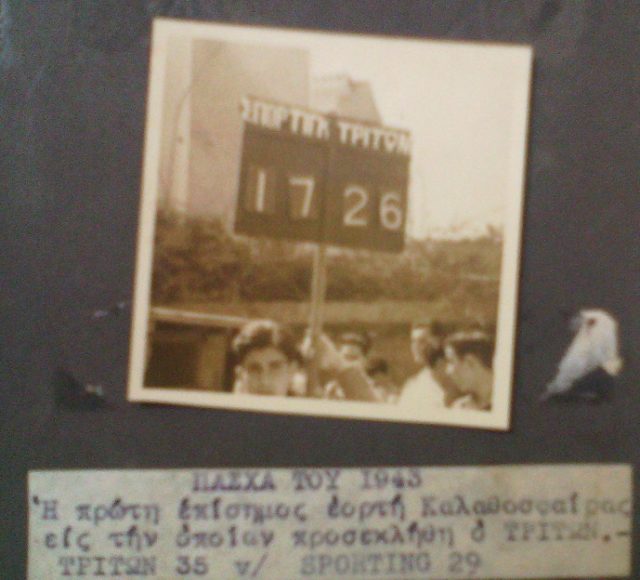 ΣΠΟΡΤΙΓΚ ΤΡΙΤΩΝ
17 26
ΠΑΣΧΑ ΤΟΥ 1943
Ἡ πρώτη ἐπίσημος ἑορτή Καλαθοσφαίρας
εἰς τήν ὁποίαν προσεκλήθη ὁ ΤΡΙΤΩΝ.-
ΤΡΙΤΩΝ 35 v/ SPORTING 29